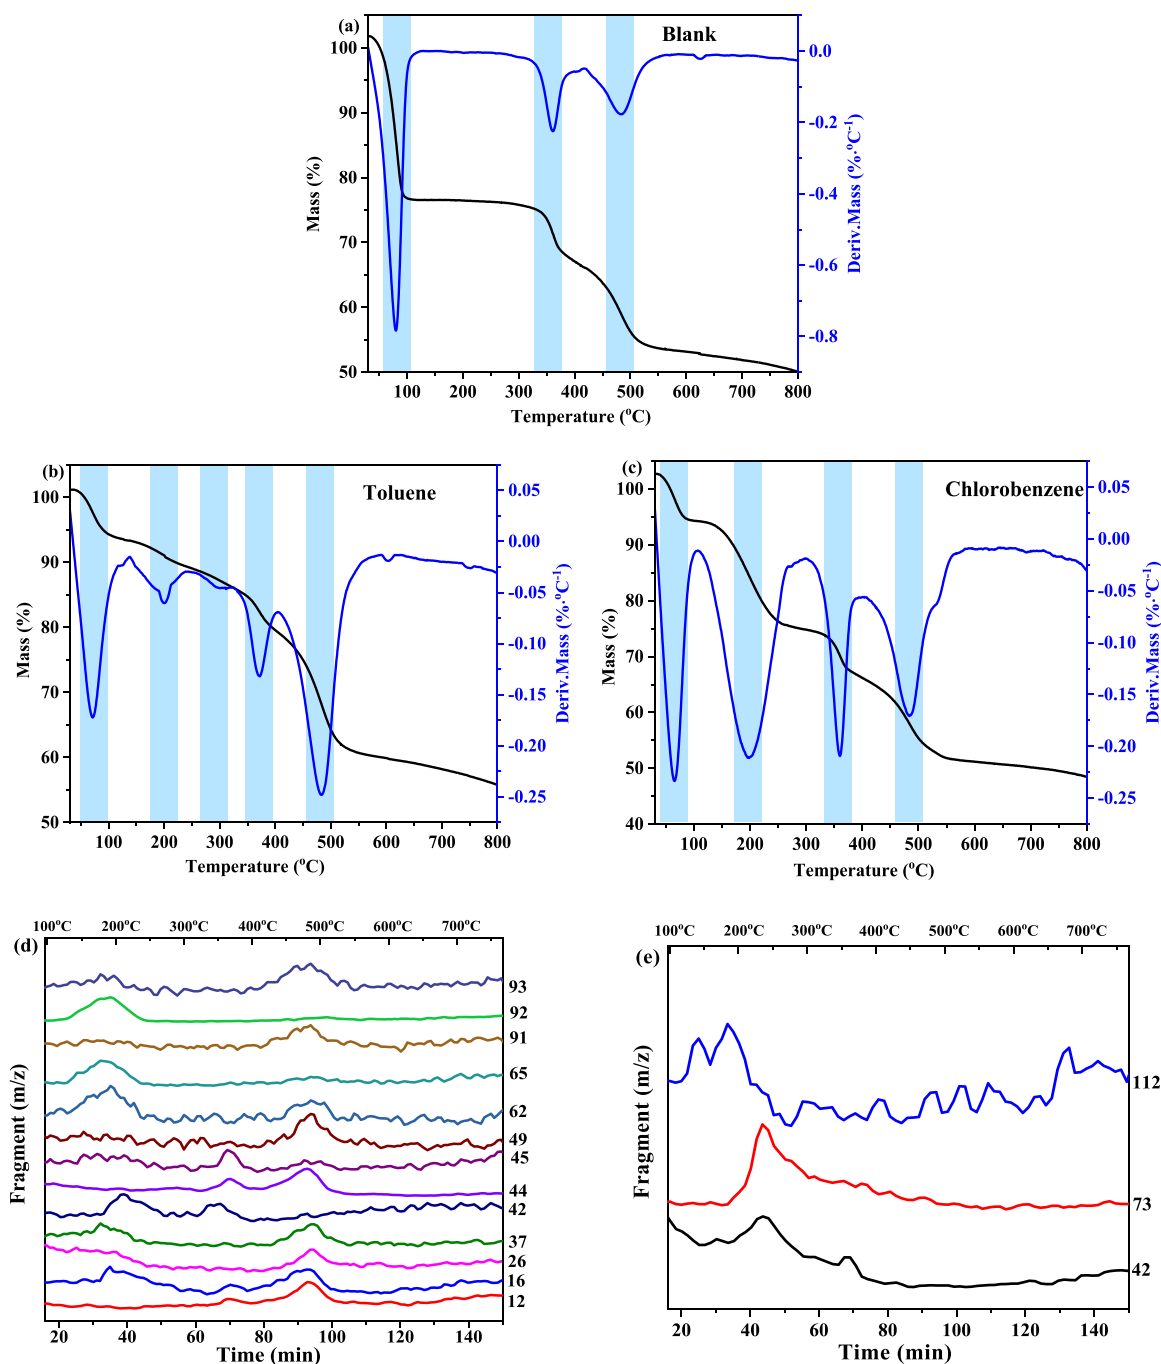 (a)
Blank
100
90
80
70
60
50
Mass (%)
0.0
-0.2
-0.4
-0.6
-0.8
Deriv.Mass (%·°C⁻¹)
100 200 300 400 500 600 700 800
Temperature (°C)
(b)
Toluene
100
90
80
70
60
50
Mass (%)
0.05
0.00
-0.05
-0.10
-0.15
-0.20
-0.25
Deriv.Mass (%·°C⁻¹)
100 200 300 400 500 600 700 800
Temperature (°C)
(c)
Chlorobenzene
100
90
80
70
60
50
40
Mass (%)
0.05
0.00
-0.05
-0.10
-0.15
-0.20
-0.25
Deriv.Mass (%·°C⁻¹)
100 200 300 400 500 600 700 800
Temperature (°C)
100°C 200°C 300°C 400°C 500°C 600°C 700°C
(d)
93
92
91
65
62
49
45
44
42
37
26
16
12
Fragment (m/z)
20 40 60 80 100 120 140
Time (min)
100°C 200°C 300°C 400°C 500°C 600°C 700°C
(e)
112
73
42
Fragment (m/z)
20 40 60 80 100 120 140
Time (min)